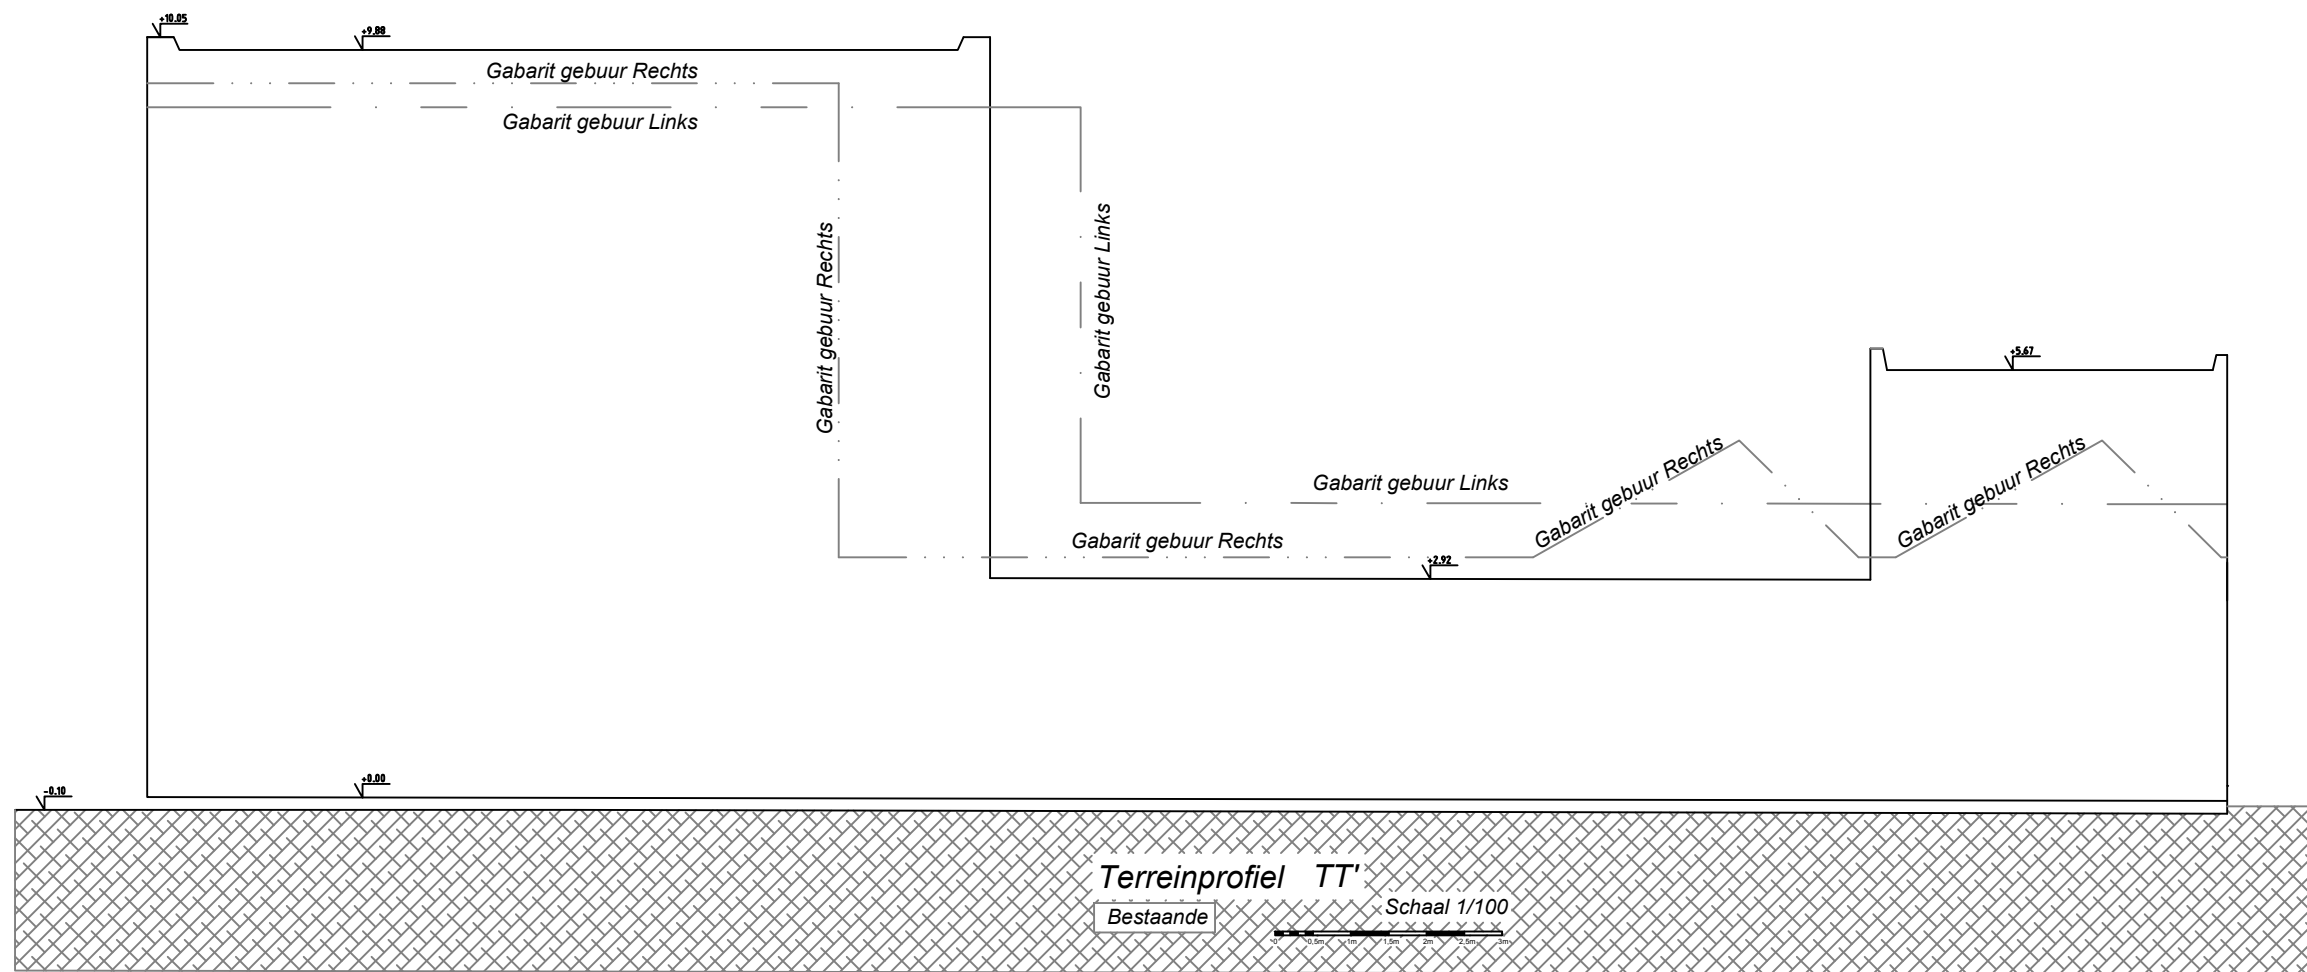 +10.05
+9.88
Gabarit gebuur Rechts
Gabarit gebuur Links
Gabarit gebuur Rechts
Gabarit gebuur Links
+5.67
Gabarit gebuur Links
Gabarit gebuur Rechts
Gabarit gebuur Rechts
Gabarit gebuur Rechts
+2.92
+0.00
-0.10
Terreinprofiel TT'
Bestaande
Schaal 1/100
0 0,5m 1m 1,5m 2m 2,5m 3m